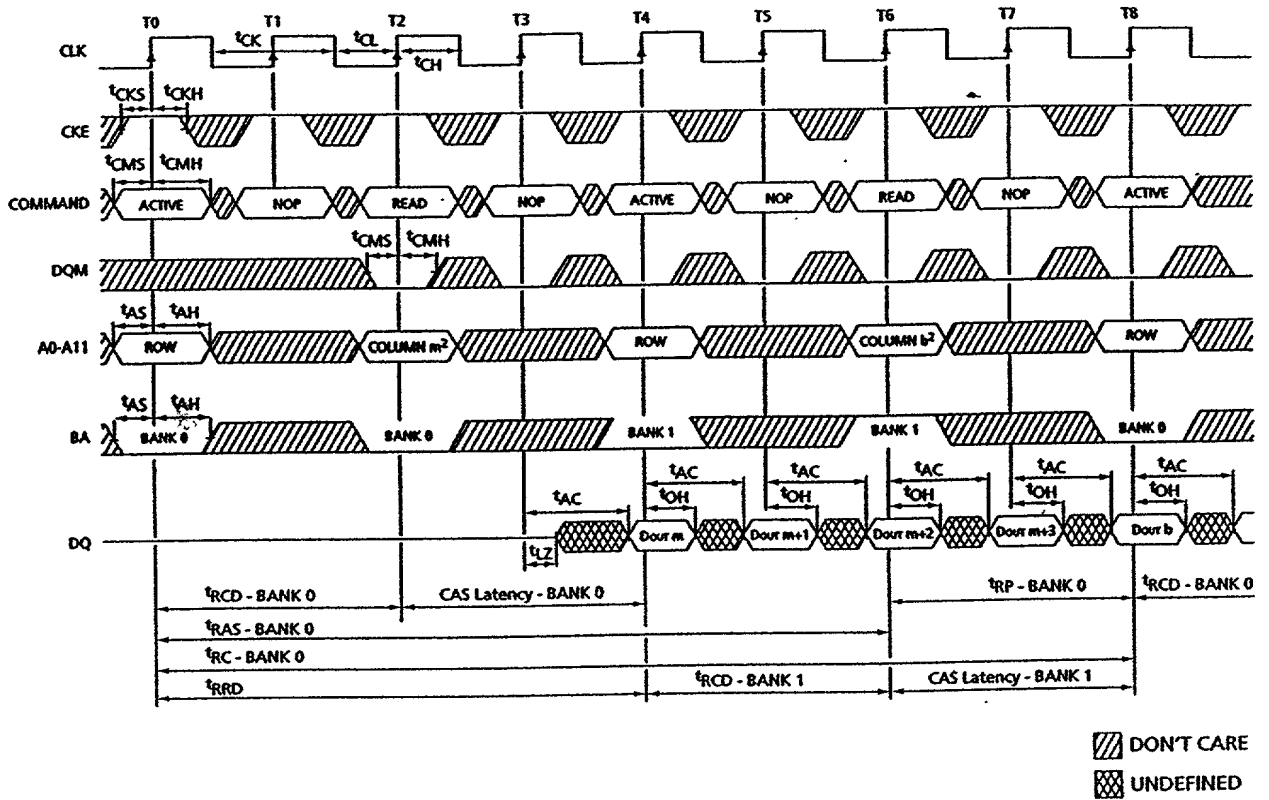 T0 T1 T2 T3 T4 T5 T6 T7 T8
CLK
tCK tCL tCH
tCKS tCKH
CKE
tCMS tCMH
COMMAND ACTIVE NOP READ NOP ACTIVE NOP READ NOP ACTIVE
tCMS tCMH
DQM
tAS tAH
A0-A11 ROW COLUMN m2 ROW COLUMN b2 ROW
tAS tAH
BA BANK 0 BANK 0 BANK 1 BANK 1 BANK 0
tAC tAC tAC tAC tAC tAC
tOH tOH tOH tOH tOH
DQ DOUT m DOUT m+1 DOUT m+2 DOUT m+3 DOUT b
tLZ
tRCD - BANK 0 CAS Latency - BANK 0 tRP - BANK 0 tRCD - BANK 0
tRAS - BANK 0
tRC - BANK 0
tRRD tRCD - BANK 1 CAS Latency - BANK 1
DON'T CARE
UNDEFINED